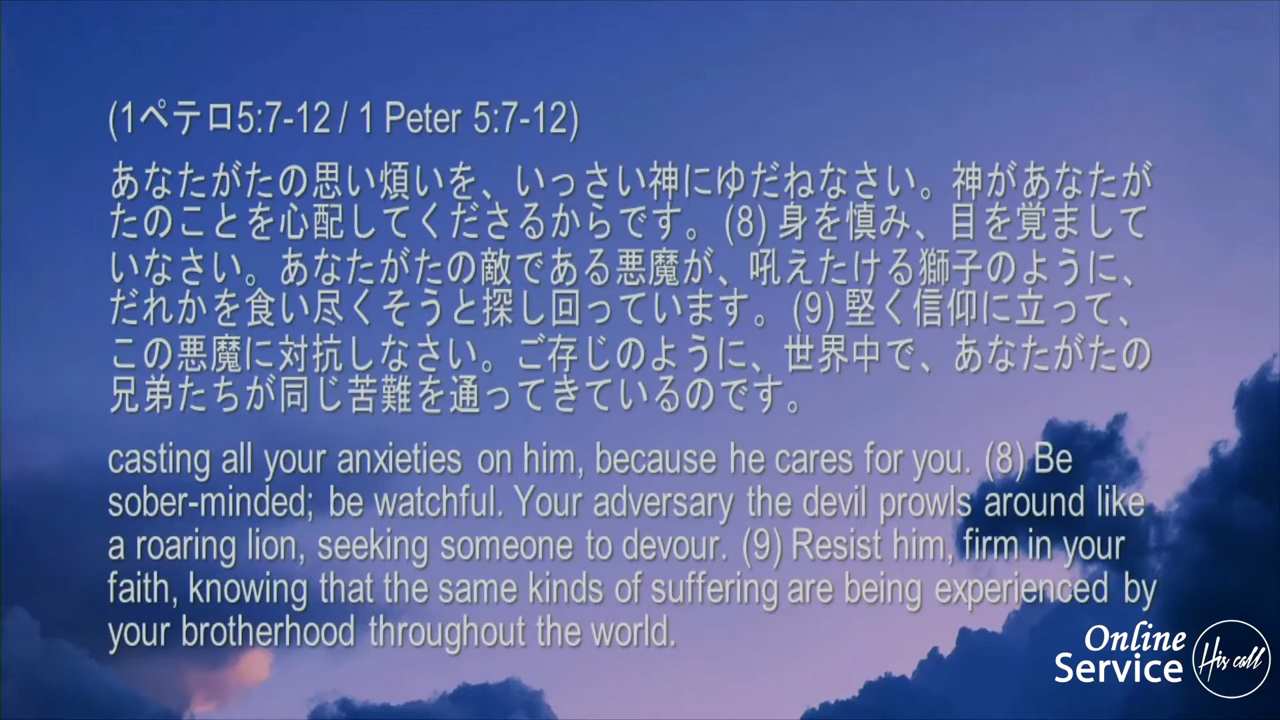 (1ペテロ5:7-12 / 1 Peter 5:7-12)
あなたがたの思い煩いを、いっさい神にゆだねなさい。神があなたが
たのことを心配してくださるからです。 (8) 身を慎み、目を覚まして
いなさい。あなたがたの敵である悪魔が、吼えたける獅子のように、
だれかを食い尽くそうと探し回っています。 (9) 堅く信仰に立って、
この悪魔に対抗しなさい。ご存じのように、世界中で、あなたがたの
兄弟たちが同じ苦難を通ってきているのです。
casting all your anxieties on him, because he cares for you. (8) Be
sober-minded; be watchful. Your adversary the devil prowls around like
a roaring lion, seeking someone to devour. (9) Resist him, firm in your
faith, knowing that the same kinds of suffering are being experienced by
your brotherhood throughout the world.
Online
Service
His call